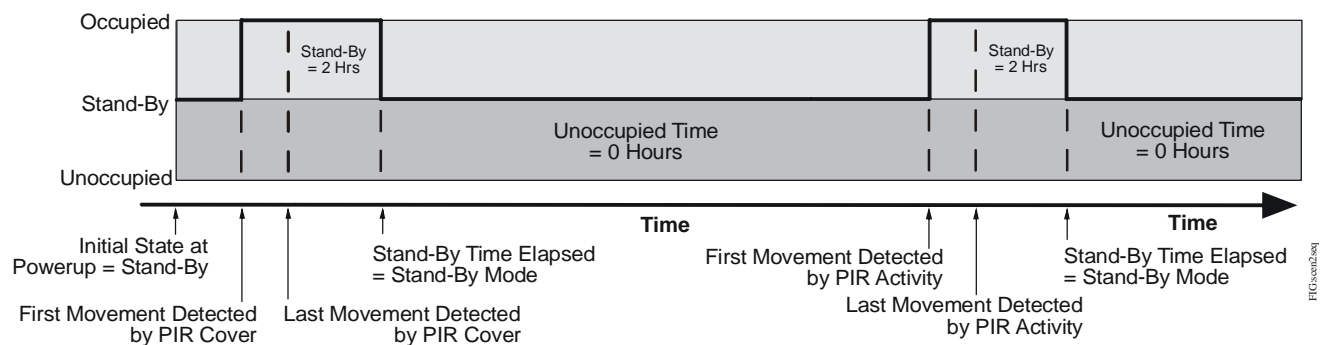 Occupied
Stand-By
= 2 Hrs
Stand-By
= 2 Hrs
Stand-By
Unoccupied Time
= 0 Hours
Unoccupied Time
= 0 Hours
Unoccupied
Time
Time
Initial State at
Powerup = Stand-By
Stand-By Time Elapsed
= Stand-By Mode
First Movement Detected
by PIR Activity
Stand-By Time Elapsed
= Stand-By Mode
First Movement Detected
by PIR Cover
Last Movement Detected
by PIR Cover
Last Movement Detected
by PIR Activity
FIG:scen2.seq